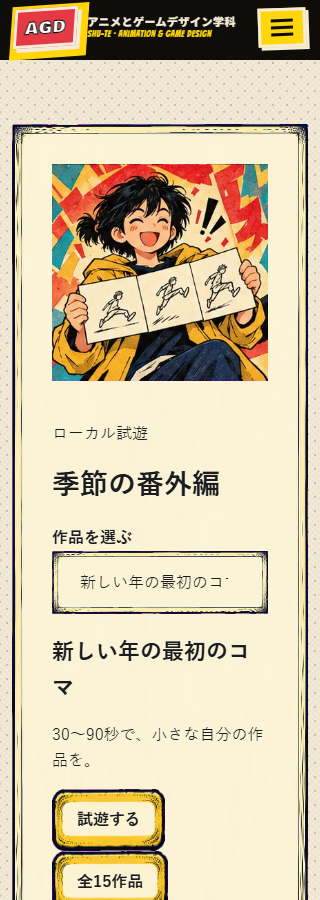 AGD
アニメとゲームデザイン学科
SHU-TE・ANIMATION & GAME DESIGN
!!
ローカル試遊
季節の番外編
作品を選ぶ
新しい年の最初のコ
新しい年の最初のコ
マ
30〜90秒で、小さな自分の作
品を。
試遊する
全15作品